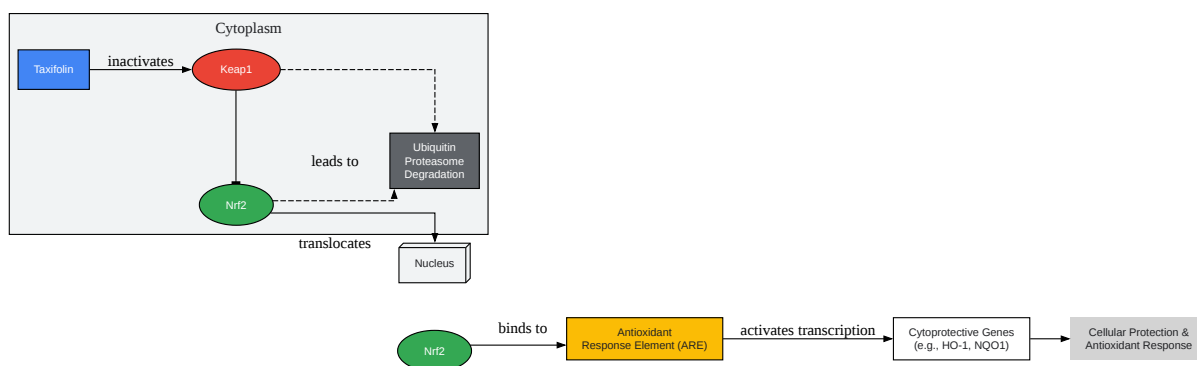 Cytoplasm
Taxifolin
inactivates
Keap1
leads to
Ubiquitin
Proteasome
Degradation
Nrf2
translocates
Nucleus
Nrf2
binds to
Antioxidant
Response Element (ARE)
activates transcription
Cytoprotective Genes
(e.g., HO-1, NQO1)
Cellular Protection &
Antioxidant Response